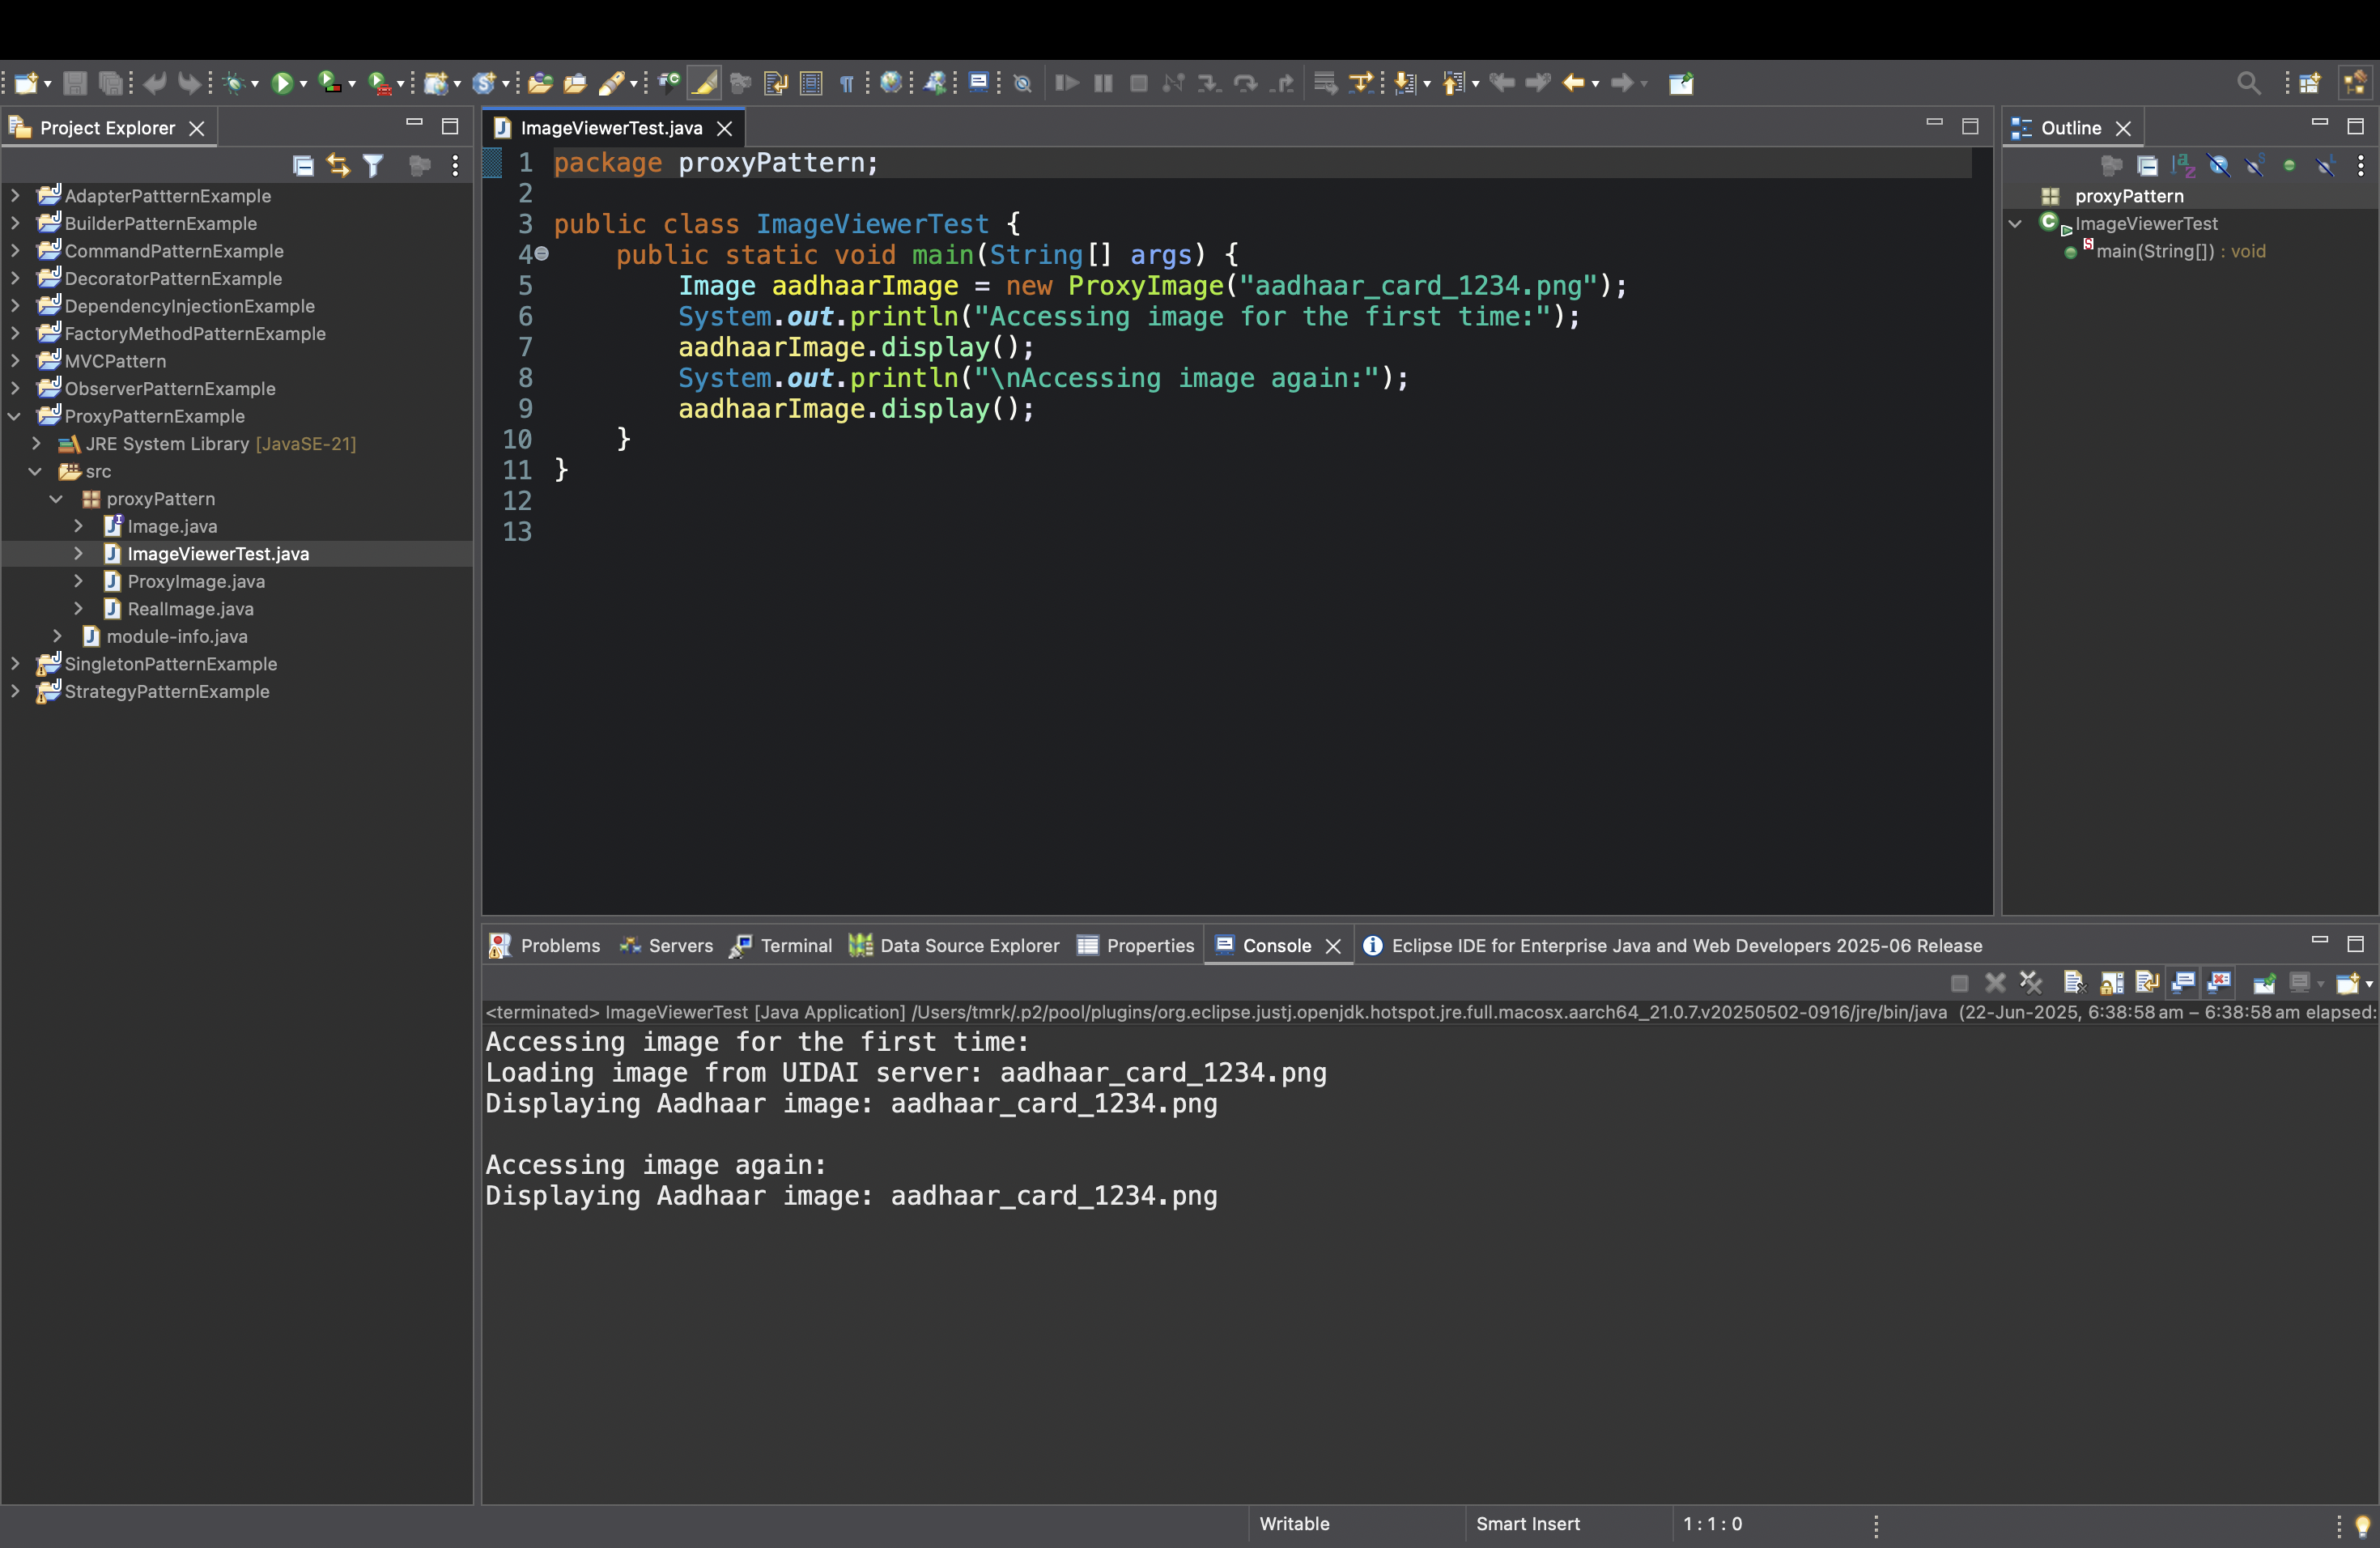 Project Explorer
AdapterPattternExample
BuilderPatternExample
CommandPatternExample
DecoratorPatternExample
DependencyInjectionExample
FactoryMethodPatternExample
MVCPattern
ObserverPatternExample
ProxyPatternExample
JRE System Library [JavaSE-21]
src
proxyPattern
Image.java
ImageViewerTest.java
ProxyImage.java
RealImage.java
module-info.java
SingletonPatternExample
StrategyPatternExample
ImageViewerTest.java
1 package proxyPattern;
2
3 public class ImageViewerTest {
4 public static void main(String[] args) {
5 Image aadhaarImage = new ProxyImage("aadhaar_card_1234.png");
6 System.out.println("Accessing image for the first time:");
7 aadhaarImage.display();
8 System.out.println("\nAccessing image again:");
9 aadhaarImage.display();
10 }
11 }
12
13
Outline
proxyPattern
ImageViewerTest
main(String[]) : void
Problems Servers Terminal Data Source Explorer Properties Console Eclipse IDE for Enterprise Java and Web Developers 2025-06 Release
<terminated> ImageViewerTest [Java Application] /Users/tmrk/.p2/pool/plugins/org.eclipse.justj.openjdk.hotspot.jre.full.macosx.aarch64_21.0.7.v20250502-0916/jre/bin/java (22-Jun-2025, 6:38:58 am – 6:38:58 am elapsed:
Accessing image for the first time:
Loading image from UIDAI server: aadhaar_card_1234.png
Displaying Aadhaar image: aadhaar_card_1234.png
Accessing image again:
Displaying Aadhaar image: aadhaar_card_1234.png
Writable Smart Insert 1 : 1 : 0